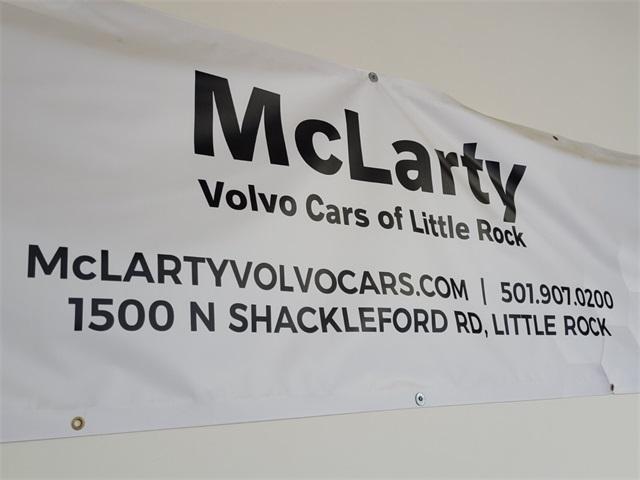 McLarty
Volvo Cars of Little Rock
McLARTYVOLVOCARS.COM | 501.907.0200
1500 N SHACKLEFORD RD, LITTLE ROCK